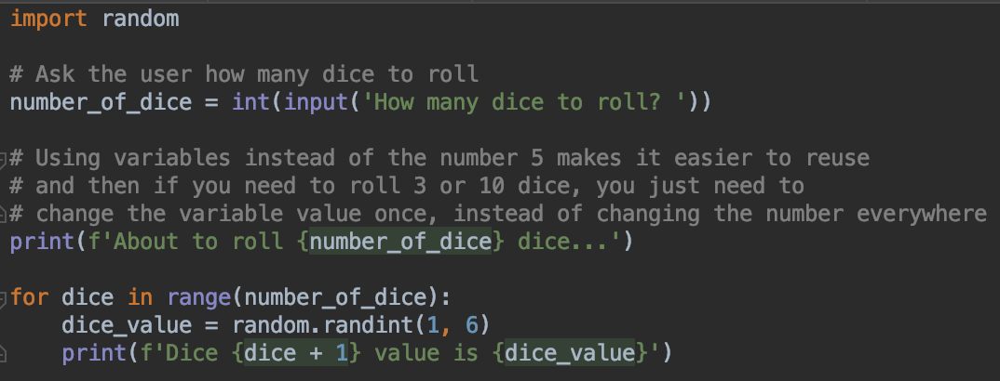 import random
# Ask the user how many dice to roll
number_of_dice = int(input('How many dice to roll? '))
# Using variables instead of the number 5 makes it easier to reuse
# and then if you need to roll 3 or 10 dice, you just need to
# change the variable value once, instead of changing the number everywhere
print(f'About to roll {number_of_dice} dice...')
for dice in range(number_of_dice):
    dice_value = random.randint(1, 6)
    print(f'Dice {dice + 1} value is {dice_value}')